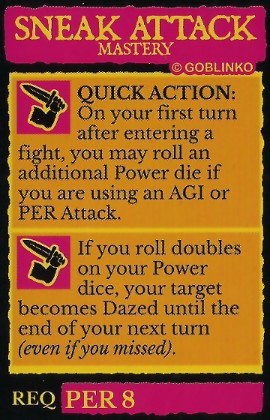 SNEAK ATTACK
MASTERY
© GOBLINKO
QUICK ACTION:
On your first turn
after entering a
fight, you may roll an
additional Power die if
you are using an AGI or
PER Attack.
If you roll doubles
on your Power
dice, your target
becomes Dazed until the
end of your next turn
(even if you missed).
REQ PER 8